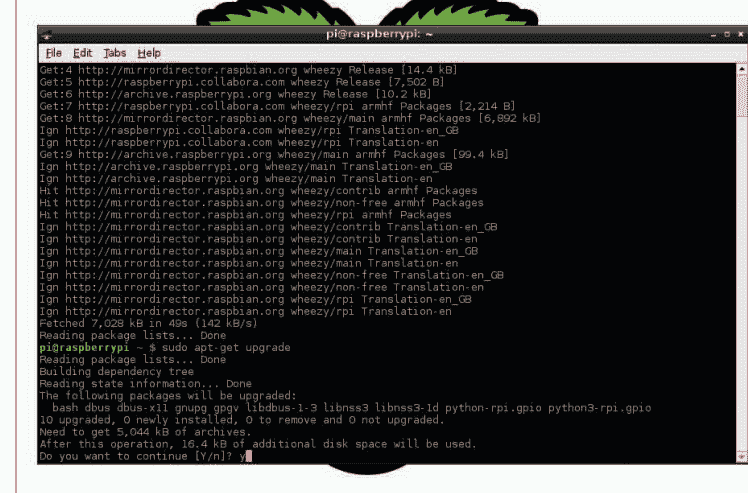 pi@raspberrypi: ~
File Edit Tabs Help
Get:4 http://mirrordirector.raspbian.org wheezy Release [14.4 kB]
Get:5 http://raspberrypi.collabora.com wheezy Release [7,502 B]
Get:6 http://archive.raspberrypi.org wheezy Release [10.2 kB]
Get:7 http://raspberrypi.collabora.com wheezy/rpi armhf Packages [2,214 B]
Get:8 http://mirrordirector.raspbian.org wheezy/main armhf Packages [6,892 kB]
Ign http://raspberrypi.collabora.com wheezy/rpi Translation-en_GB
Ign http://raspberrypi.collabora.com wheezy/rpi Translation-en
Get:9 http://archive.raspberrypi.org wheezy/main armhf Packages [99.4 kB]
Ign http://archive.raspberrypi.org wheezy/main Translation-en_GB
Ign http://archive.raspberrypi.org wheezy/main Translation-en
Hit http://mirrordirector.raspbian.org wheezy/contrib armhf Packages
Hit http://mirrordirector.raspbian.org wheezy/non-free armhf Packages
Hit http://mirrordirector.raspbian.org wheezy/rpi armhf Packages
Ign http://mirrordirector.raspbian.org wheezy/contrib Translation-en_GB
Ign http://mirrordirector.raspbian.org wheezy/contrib Translation-en
Ign http://mirrordirector.raspbian.org wheezy/main Translation-en_GB
Ign http://mirrordirector.raspbian.org wheezy/main Translation-en
Ign http://mirrordirector.raspbian.org wheezy/non-free Translation-en_GB
Ign http://mirrordirector.raspbian.org wheezy/non-free Translation-en
Ign http://mirrordirector.raspbian.org wheezy/rpi Translation-en_GB
Ign http://mirrordirector.raspbian.org wheezy/rpi Translation-en
Fetched 7,028 kB in 49s (142 kB/s)
Reading package lists... Done
pi@raspberrypi ~ $ sudo apt-get upgrade
Reading package lists... Done
Building dependency tree
Reading state information... Done
The following packages will be upgraded:
bash dbus dbus-x11 gnupg gpgv libdbus-1-3 libnss3 libnss3-1d python-rpi.gpio python3-rpi.gpio
10 upgraded, 0 newly installed, 0 to remove and 0 not upgraded.
Need to get 5,044 kB of archives.
After this operation, 16.4 kB of additional disk space will be used.
Do you want to continue [Y/n]? y